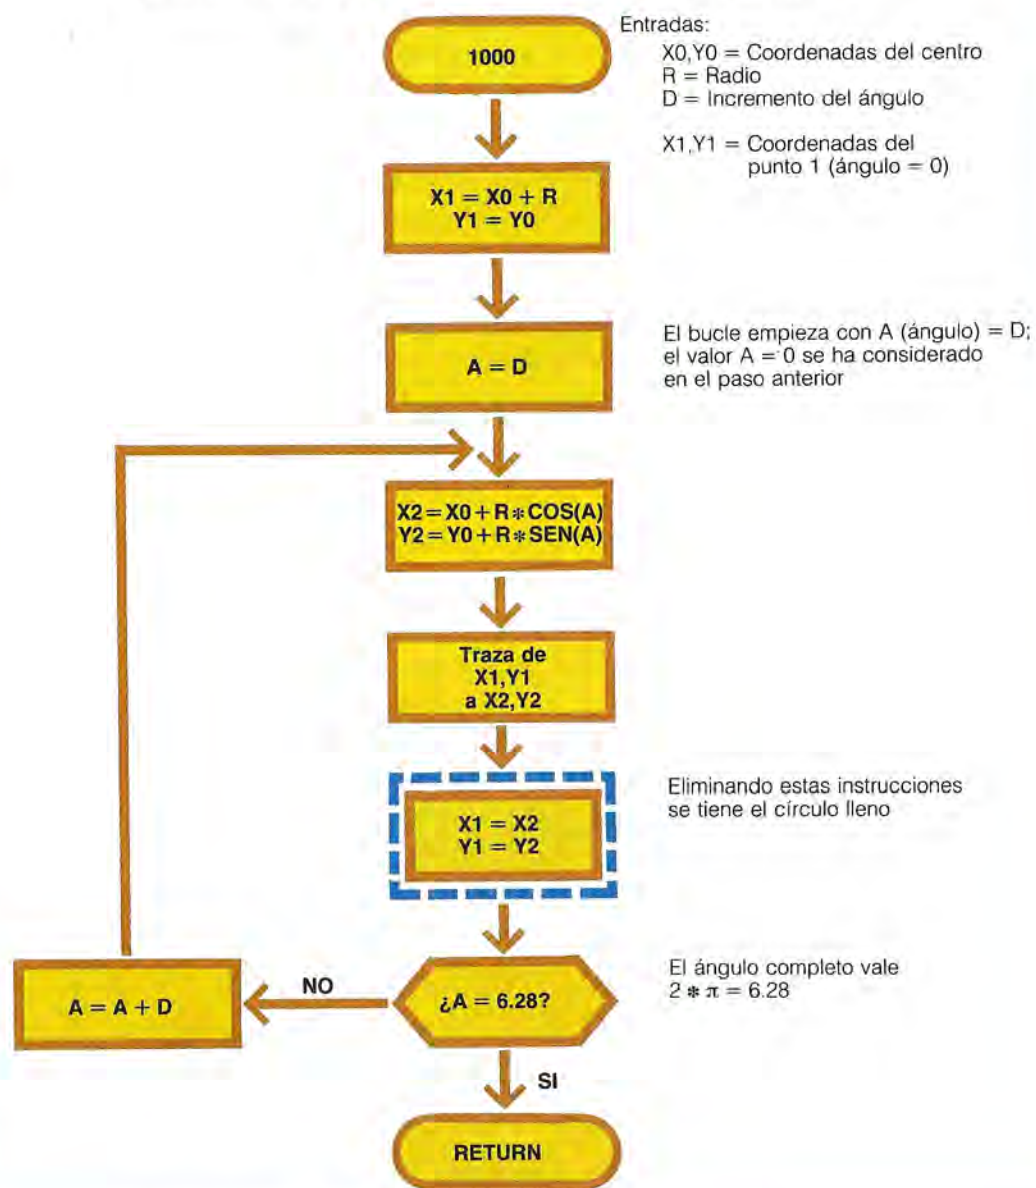 1000
Entradas:
X0,Y0 = Coordenadas del centro
R = Radio
D = Incremento del ángulo
X1,Y1 = Coordenadas del
punto 1 (ángulo = 0)
X1 = X0 + R
Y1 = Y0
A = D
El bucle empieza con A (ángulo) = D;
el valor A = 0 se ha considerado
en el paso anterior
X2=X0+R*COS(A)
Y2=Y0+R*SEN(A)
Traza de
X1,Y1
a X2,Y2
X1 = X2
Y1 = Y2
Eliminando estas instrucciones
se tiene el círculo lleno
¿A = 6.28?
El ángulo completo vale
2 * π = 6.28
NO
A = A + D
SI
RETURN